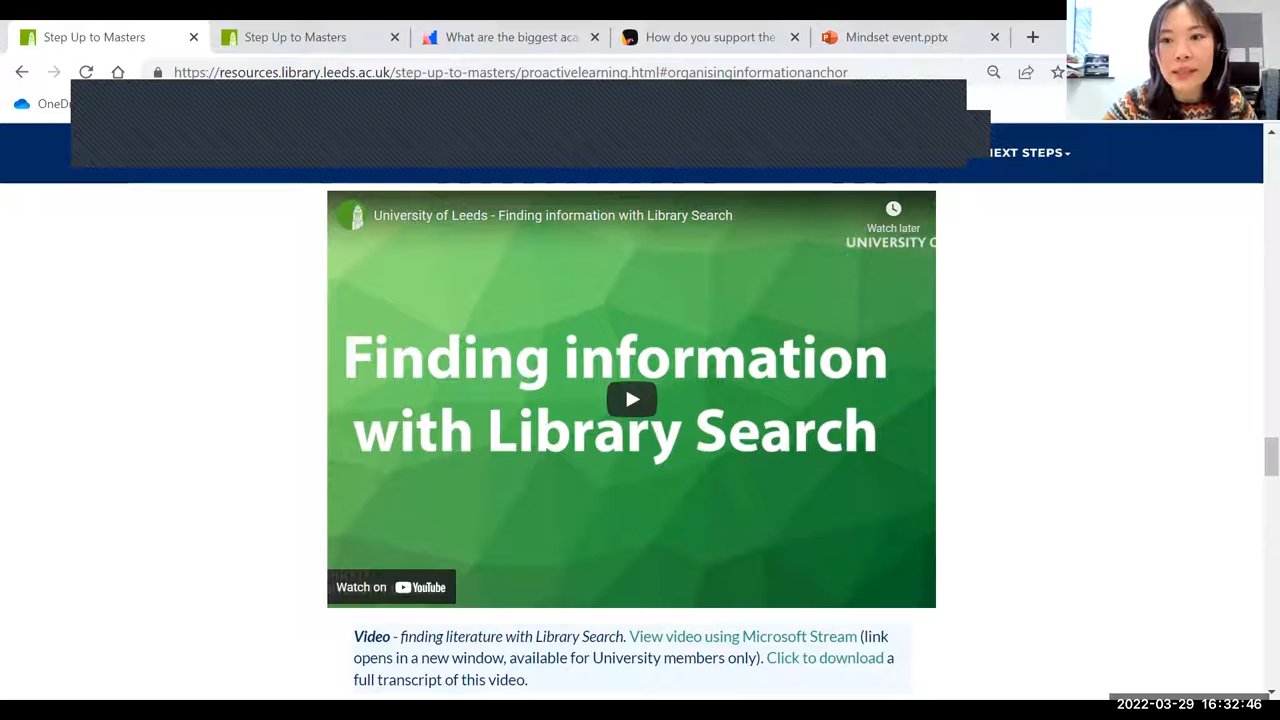 Step Up to Masters
Step Up to Masters
What are the biggest aca
How do you support the
Mindset event.pptx
https://resources.library.leeds.ac.uk/step-up-to-masters/proactivelearning.html#organisinginformationanchor
OneDr
NEXT STEPS
University of Leeds - Finding information with Library Search
Watch later
UNIVERSITY O
Finding information
with Library Search
Watch on YouTube
Video - finding literature with Library Search. View video using Microsoft Stream (link
opens in a new window, available for University members only). Click to download a
full transcript of this video.
2022-03-29 16:32:46